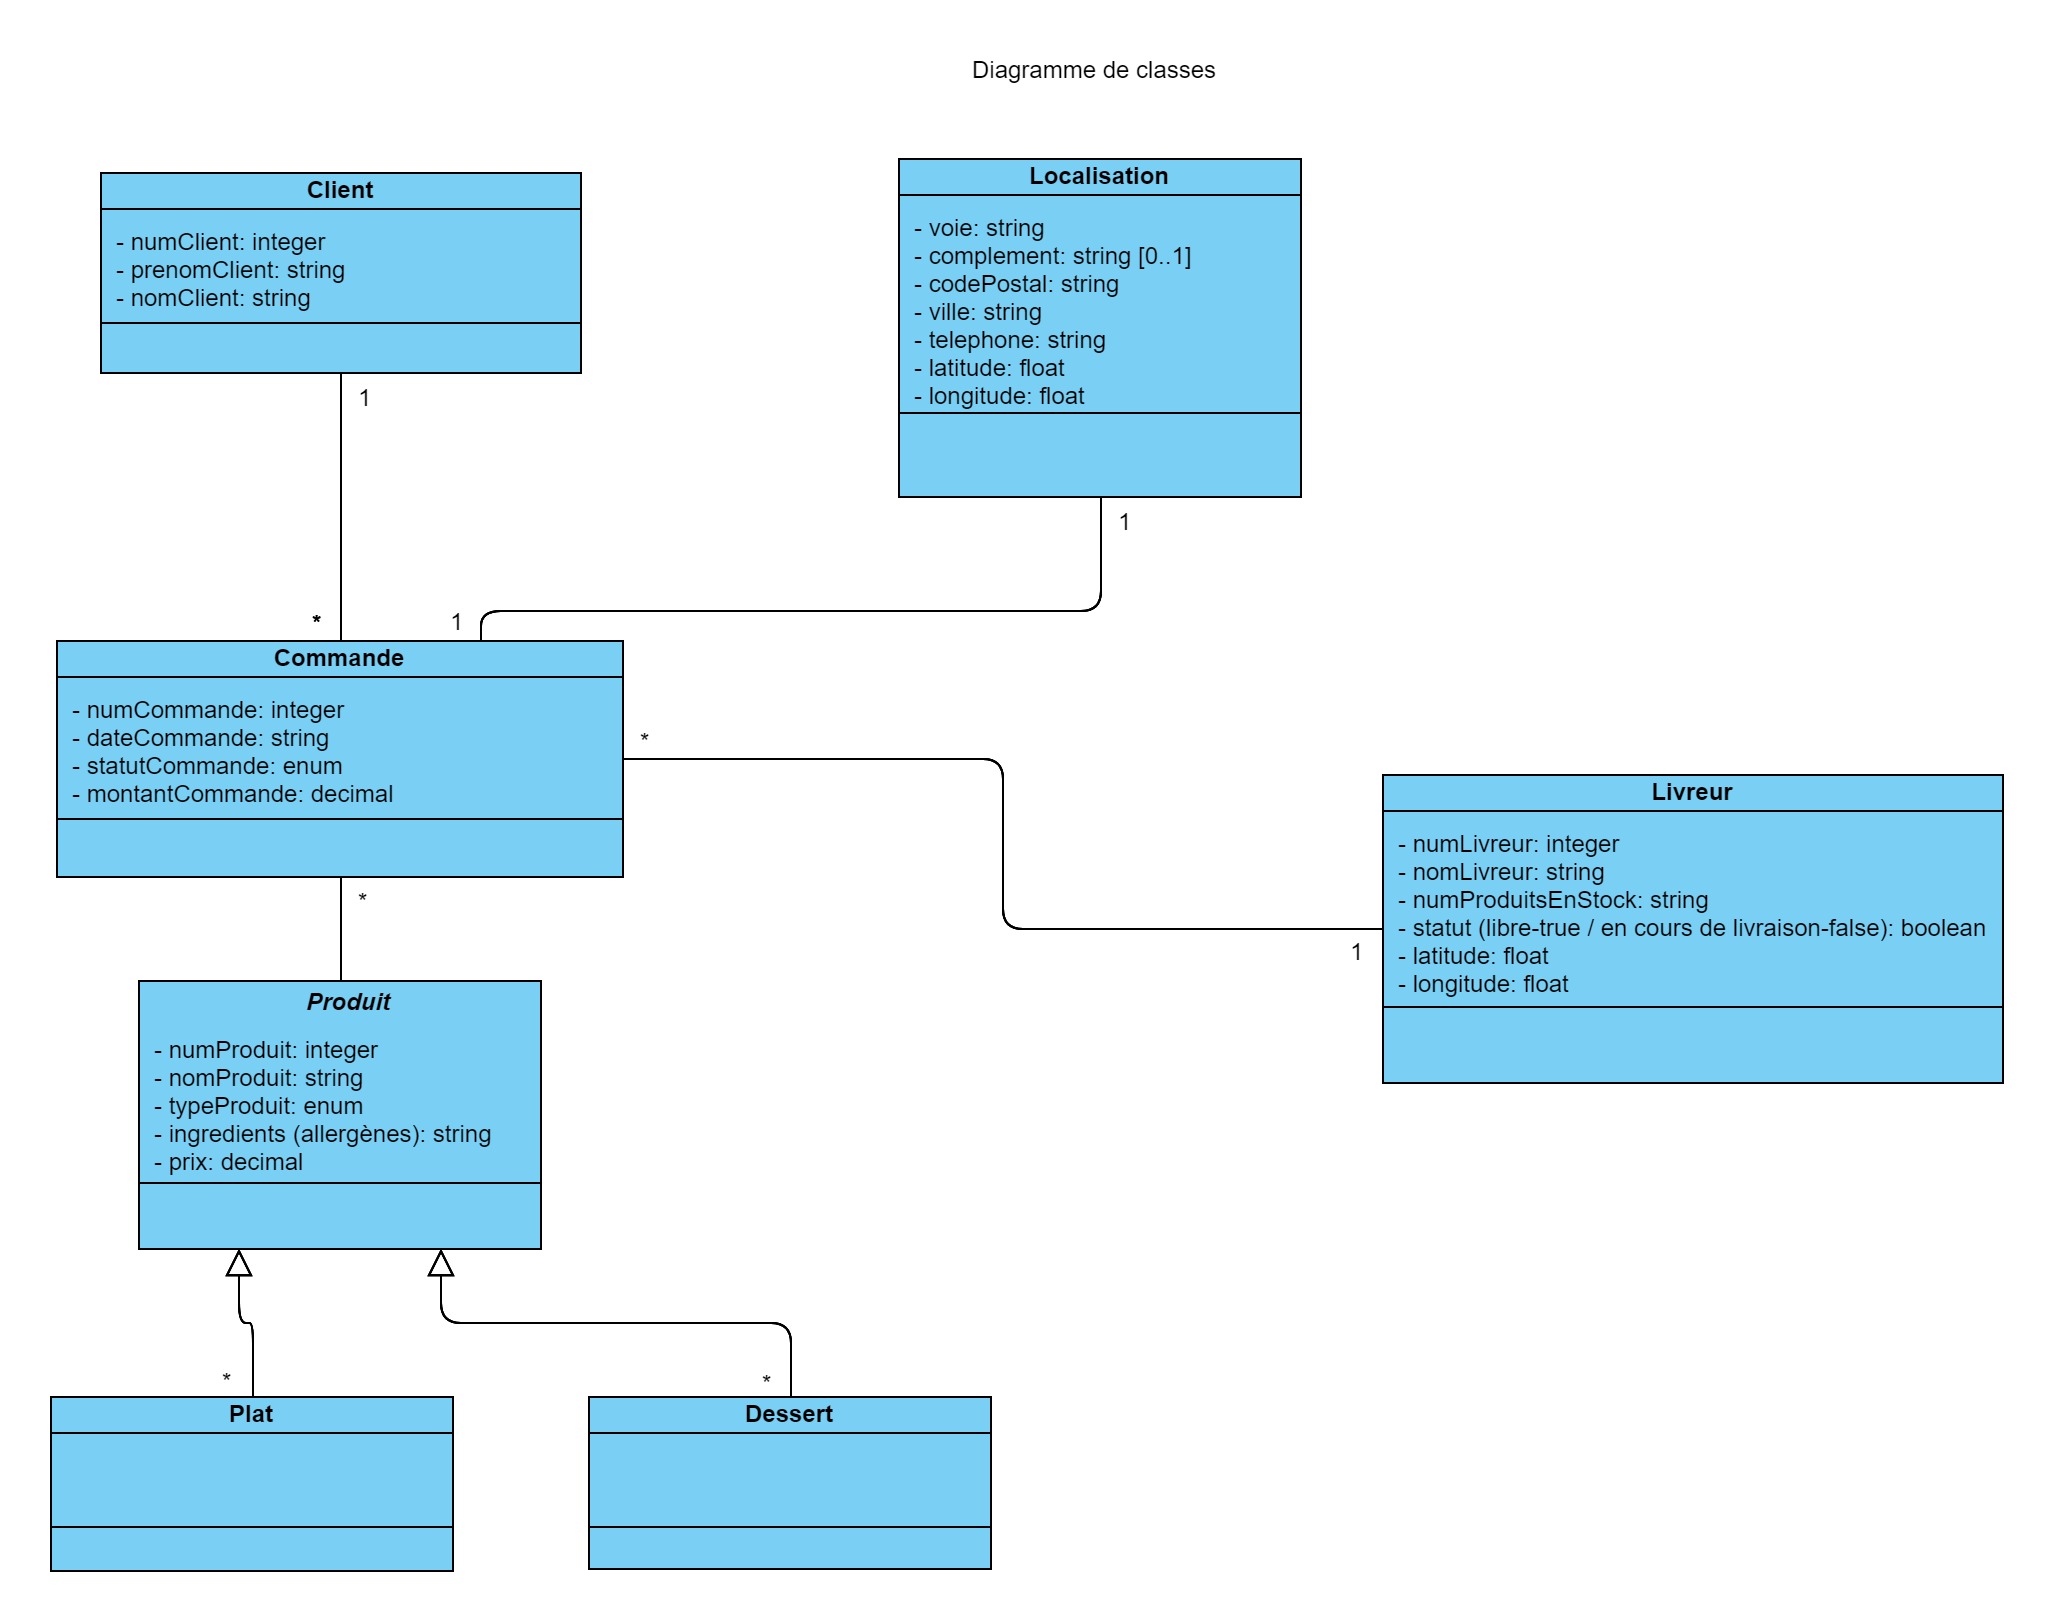 Diagramme de classes
Client
- numClient: integer
- prenomClient: string
- nomClient: string
1
Localisation
- voie: string
- complement: string [0..1]
- codePostal: string
- ville: string
- telephone: string
- latitude: float
- longitude: float
1
*
1
Commande
- numCommande: integer
- dateCommande: string
- statutCommande: enum
- montantCommande: decimal
*
*
Livreur
- numLivreur: integer
- nomLivreur: string
- numProduitsEnStock: string
- statut (libre-true / en cours de livraison-false): boolean
- latitude: float
- longitude: float
1
Produit
- numProduit: integer
- nomProduit: string
- typeProduit: enum
- ingredients (allergènes): string
- prix: decimal
*
Plat
*
Dessert